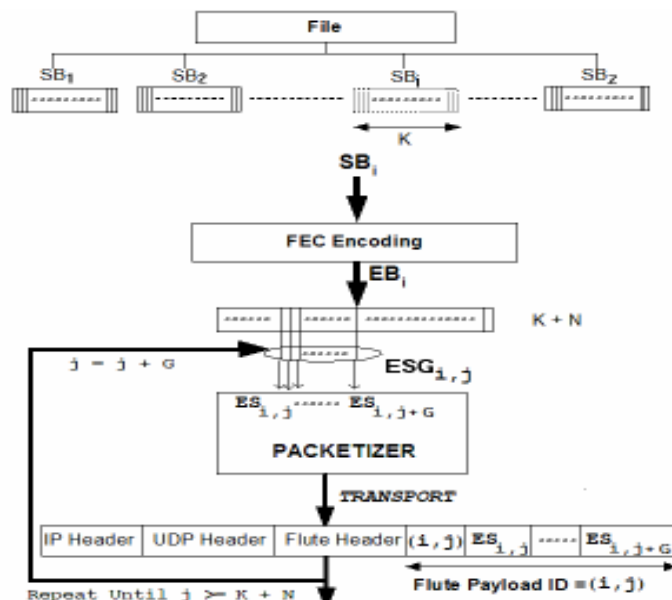 File
SB1 SB2 SBi SBz
K
SBi
FEC Encoding
EBi
K + N
j = j + G
ESGi,j
ESi,j ESi,j+G
PACKETIZER
TRANSPORT
IP Header UDP Header Flute Header (i,j) ESi,j ESi,j+G
Repeat Until j >= K + N Flute Payload ID = (i,j)